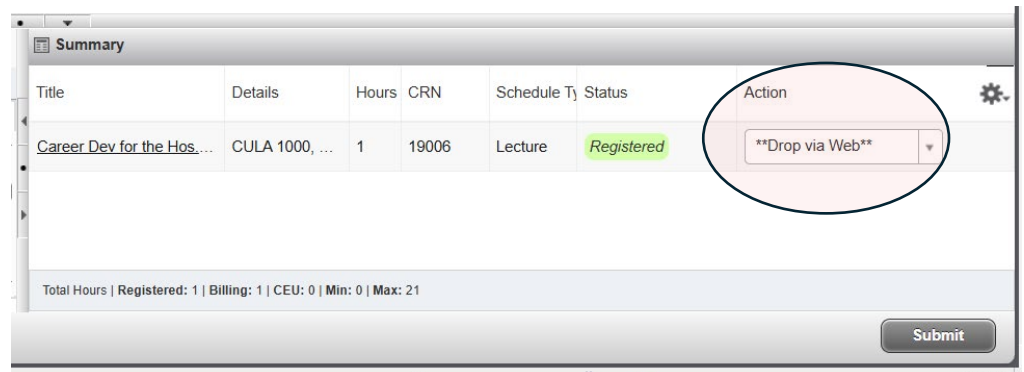 Summary
Title Details Hours CRN Schedule Ty Status Action
Career Dev for the Hos.... CULA 1000, ... 1 19006 Lecture Registered **Drop via Web**
Total Hours | Registered: 1 | Billing: 1 | CEU: 0 | Min: 0 | Max: 21
Submit